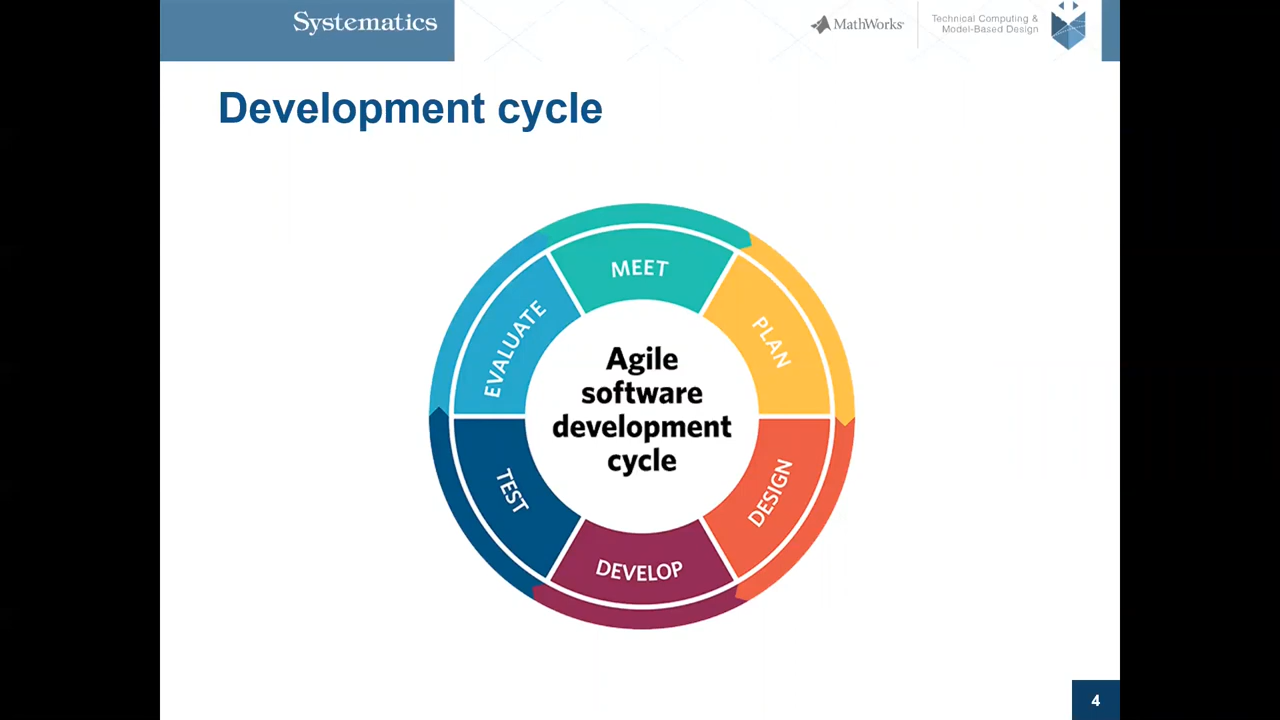 Systematics
MathWorks®
Technical Computing &
Model-Based Design
Development cycle
MEET
PLAN
DESIGN
DEVELOP
TEST
EVALUATE
Agile
software
development
cycle
4